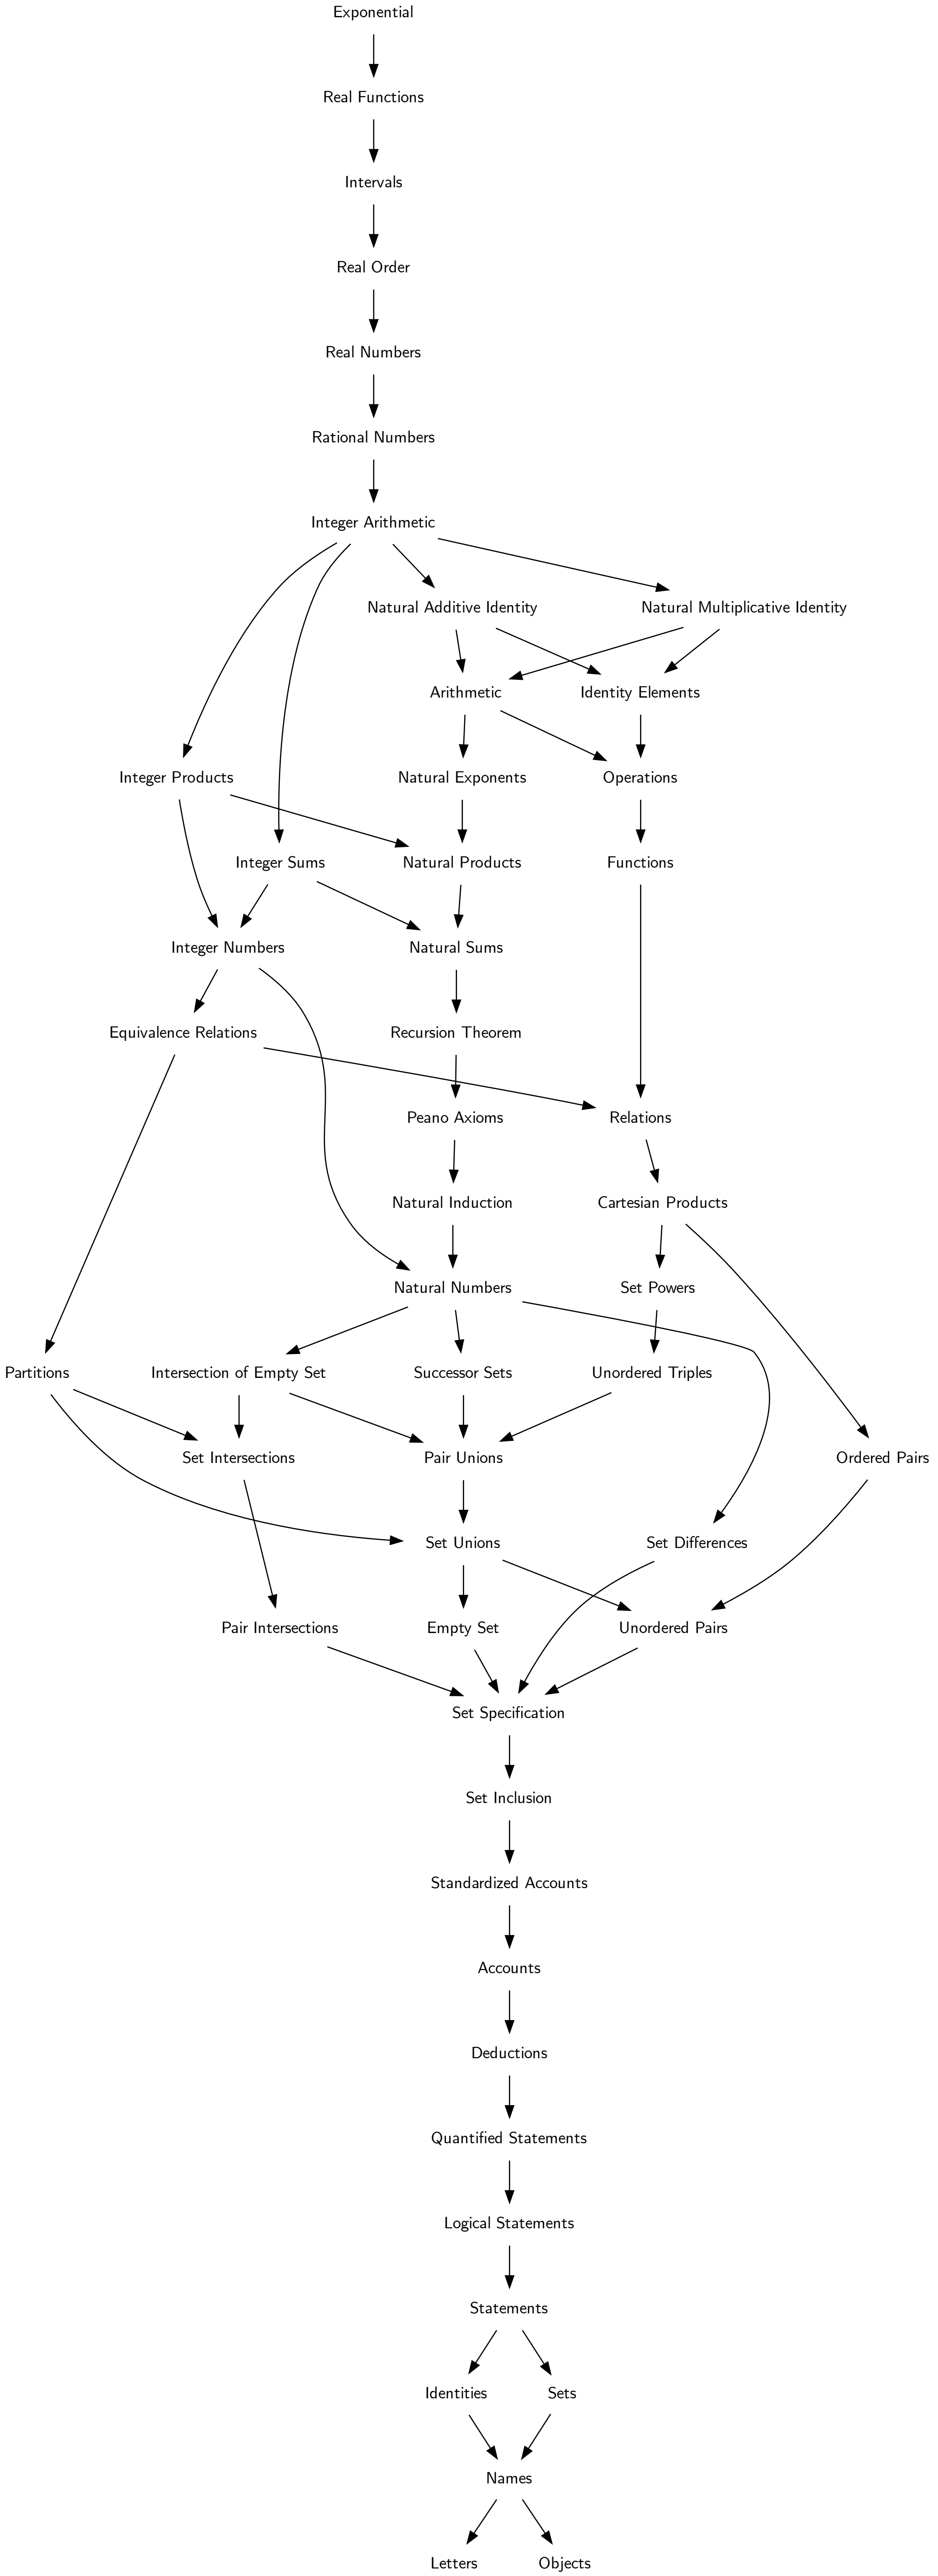 Exponential
Real Functions
Intervals
Real Order
Real Numbers
Rational Numbers
Integer Arithmetic
Natural Additive Identity
Natural Multiplicative Identity
Arithmetic
Identity Elements
Integer Products
Natural Exponents
Operations
Integer Sums
Natural Products
Functions
Integer Numbers
Natural Sums
Equivalence Relations
Recursion Theorem
Peano Axioms
Relations
Natural Induction
Cartesian Products
Natural Numbers
Set Powers
Partitions
Intersection of Empty Set
Successor Sets
Unordered Triples
Set Intersections
Pair Unions
Ordered Pairs
Set Unions
Set Differences
Pair Intersections
Empty Set
Unordered Pairs
Set Specification
Set Inclusion
Standardized Accounts
Accounts
Deductions
Quantified Statements
Logical Statements
Statements
Identities
Sets
Names
Letters
Objects